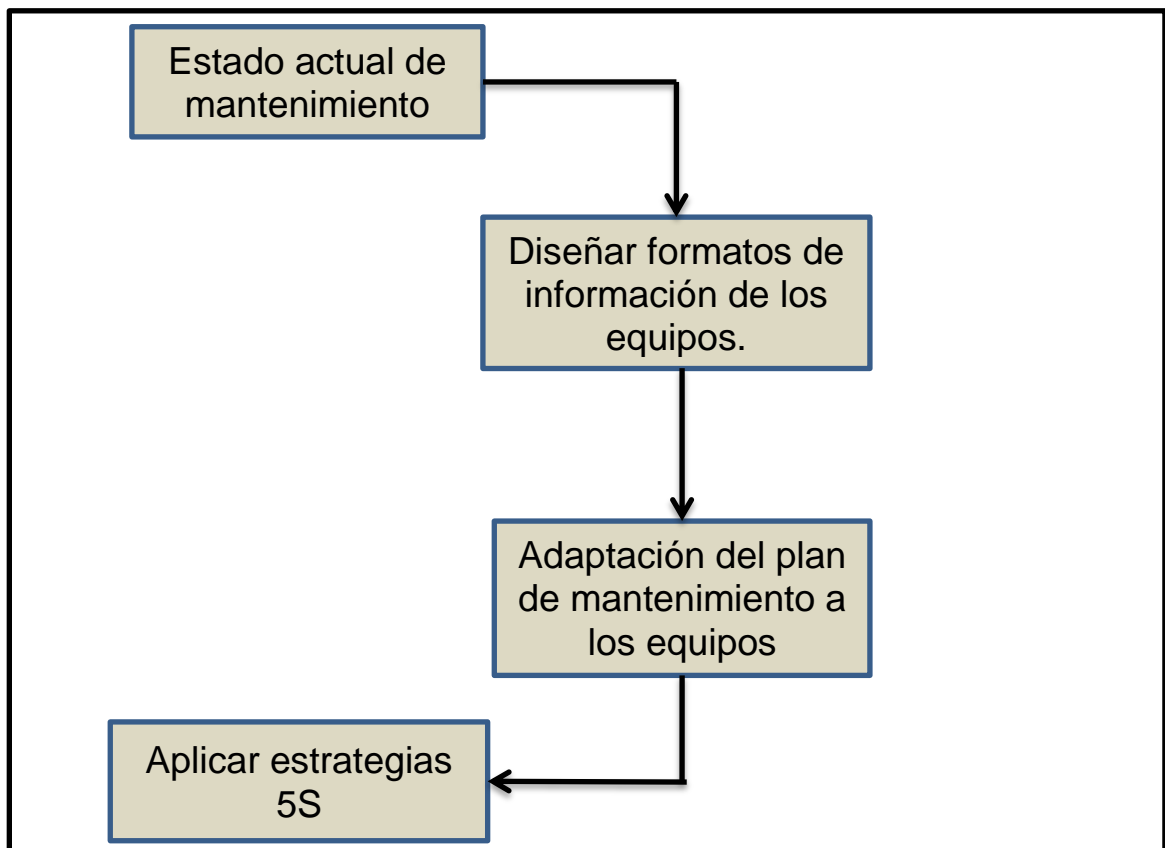 Estado actual de
mantenimiento
Diseñar formatos de
información de los
equipos.
Adaptación del plan
de mantenimiento a
los equipos
Aplicar estrategias
5S